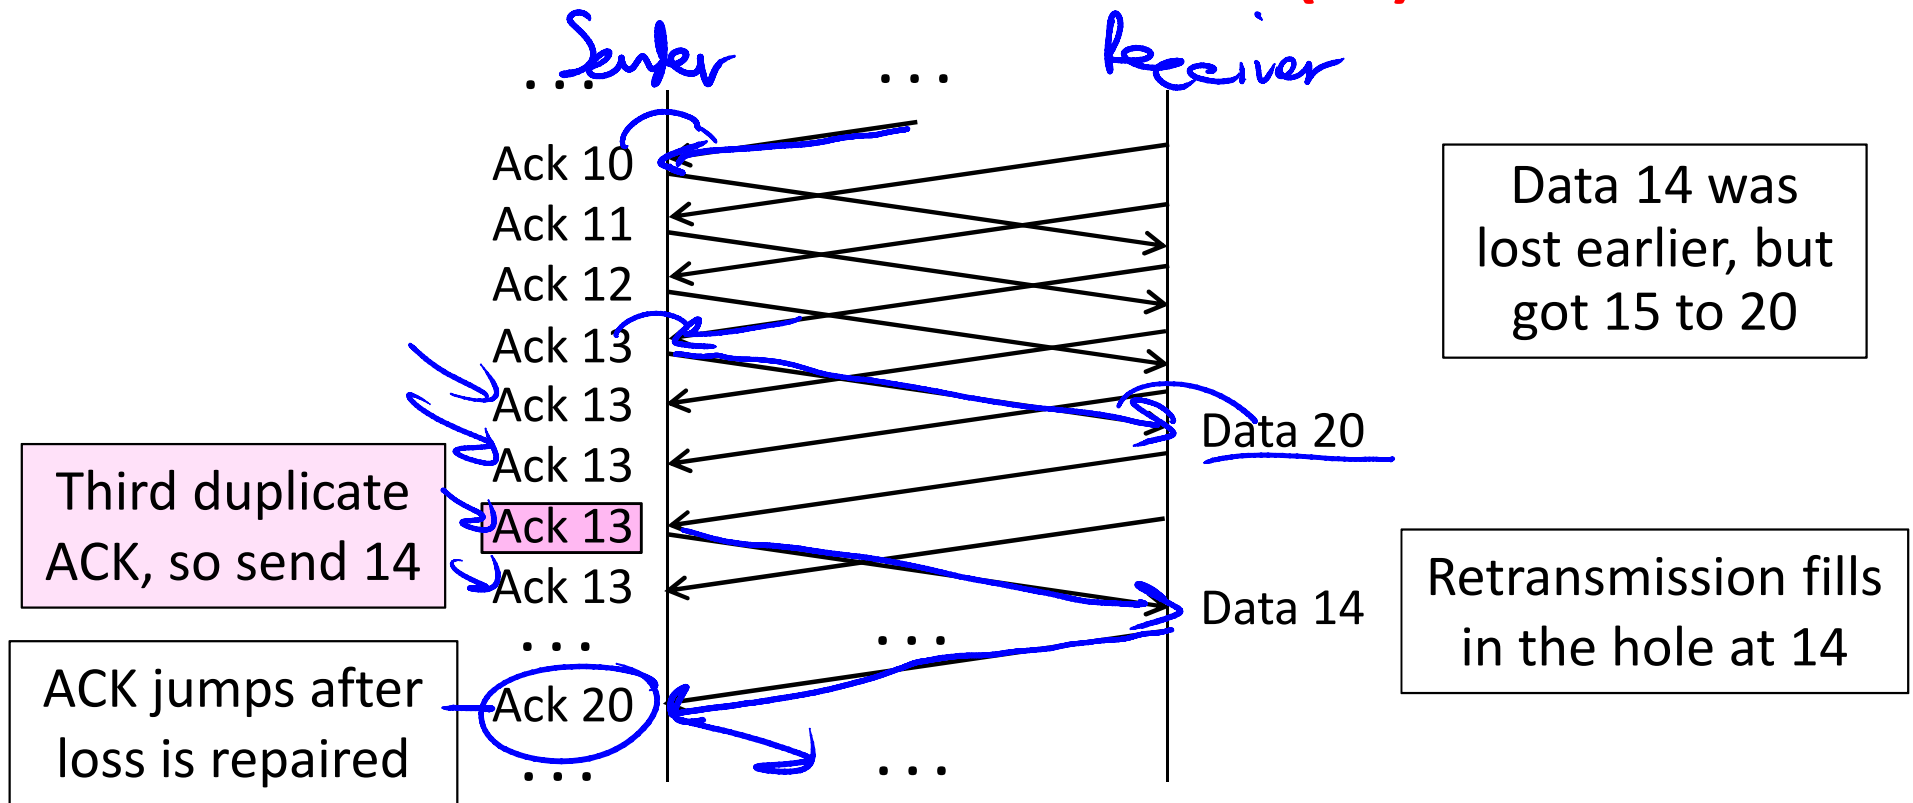 Sender
Receiver
. . .
. . .
Ack 10
Ack 11
Ack 12
Ack 13
Ack 13
Ack 13
Ack 13
Ack 13
. . .
Ack 20
. . .
Third duplicate
ACK, so send 14
ACK jumps after
loss is repaired
. . .
. . .
Data 20
Data 14
Data 14 was
lost earlier, but
got 15 to 20
Retransmission fills
in the hole at 14